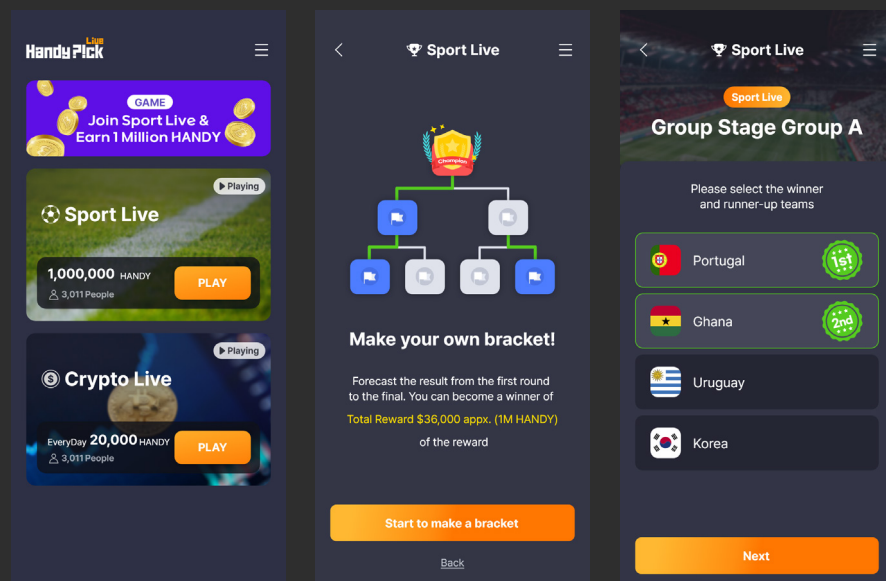 Live
Handy P!ck
GAME
Join Sport Live &
Earn 1 Million HANDY
Playing
Sport Live
1,000,000 HANDY
3,011 People
PLAY
Playing
Crypto Live
EveryDay 20,000 HANDY
3,011 People
PLAY
Sport Live
Champion
Make your own bracket!
Forecast the result from the first round
to the final. You can become a winner of
Total Reward $36,000 appx. (1M HANDY)
of the reward
Start to make a bracket
Back
Sport Live
Sport Live
Group Stage Group A
Please select the winner
and runner-up teams
Portugal
1st
Ghana
2nd
Uruguay
Korea
Next